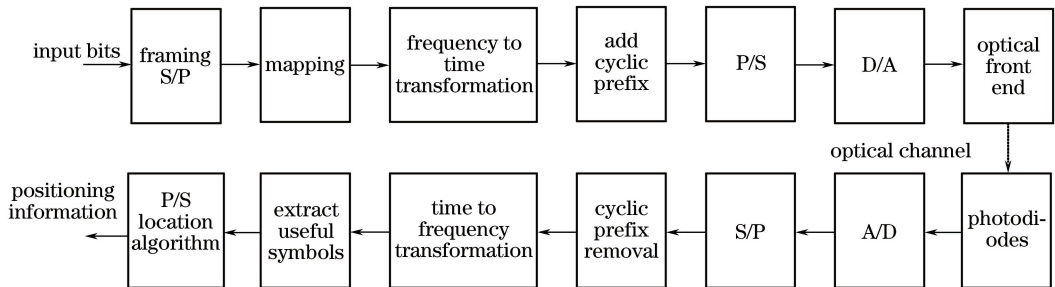 input bits
framing
S/P
mapping
frequency to
time
transformation
add
cyclic
prefix
P/S
D/A
optical
front
end
optical channel
positioning
information
P/S
location
algorithm
extract
useful
symbols
time to
frequency
transformation
cyclic
prefix
removal
S/P
A/D
photodi-
odes